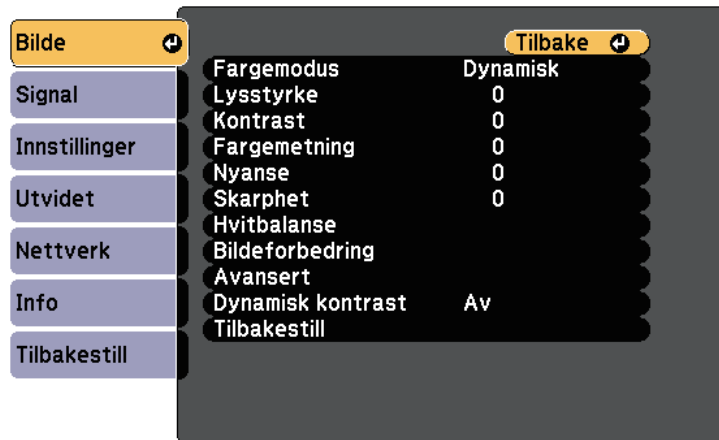 Bilde
Signal
Innstillinger
Utvidet
Nettverk
Info
Tilbakestill
Tilbake
Fargemodus Dynamisk
Lysstyrke 0
Kontrast 0
Fargemetning 0
Nyanse 0
Skarphet 0
Hvitbalanse
Bildeforbedring
Avansert
Dynamisk kontrast Av
Tilbakestill